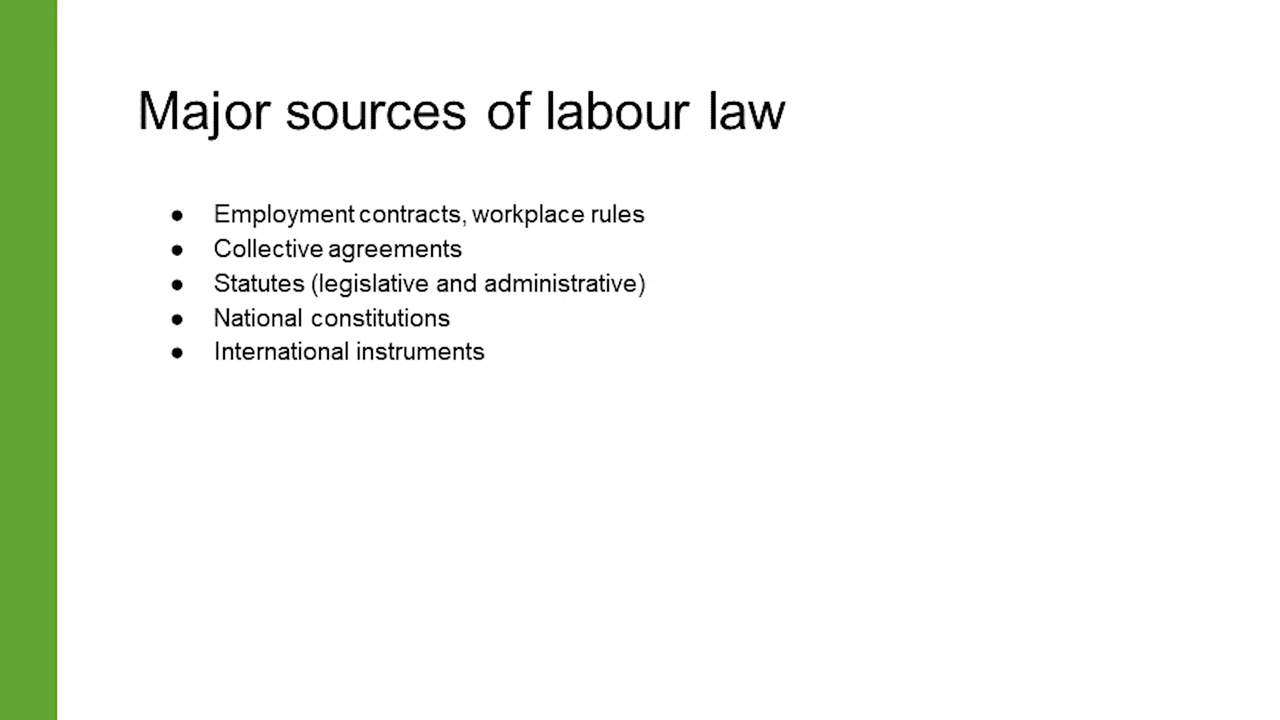 Major sources of labour law
● Employment contracts, workplace rules
● Collective agreements
● Statutes (legislative and administrative)
● National constitutions
● International instruments